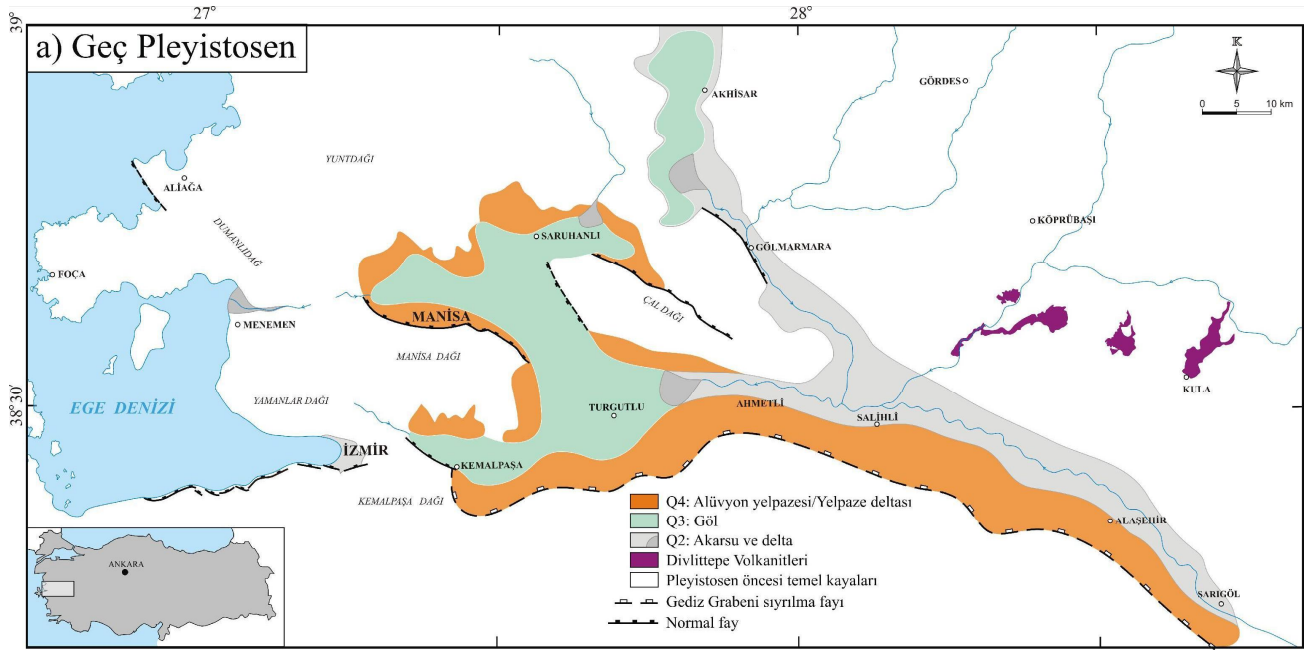 27°
28°
39°
38°30'
a) Geç Pleyistosen
K
0 5 10 km
AKHİSAR
GÖRDES
YUNTDAĞI
ALİAĞA
DUMANLIDAĞ
SARUHANLI
KÖPRÜBAŞI
GÖLMARMARA
FOÇA
ÇAL DAĞI
MENEMEN
MANİSA
MANİSA DAĞI
KULA
EGE DENİZİ
YAMANLAR DAĞI
TURGUTLU
AHMETLİ
SALİHLİ
İZMİR
KEMALPAŞA
KEMALPAŞA DAĞI
ALAŞEHİR
SARIGÖL
Q4: Alüvyon yelpazesi/Yelpaze deltası
Q3: Göl
Q2: Akarsu ve delta
Divlittepe Volkanitleri
Pleyistosen öncesi temel kayaları
Gediz Grabeni sıyrılma fayı
Normal fay
ANKARA